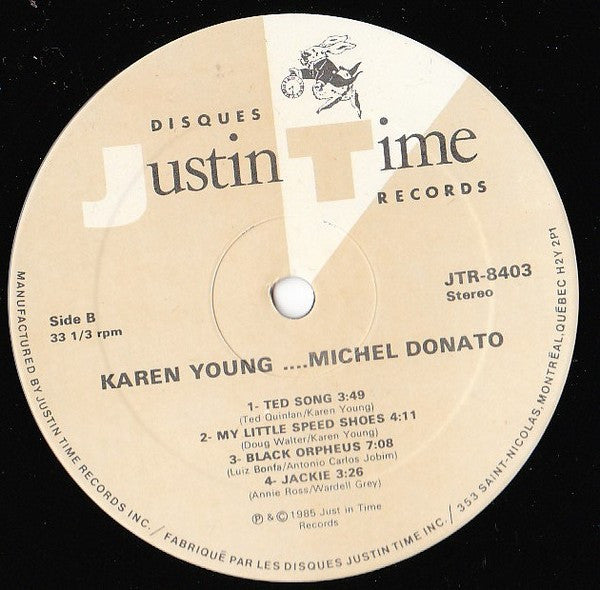 DISQUES
Justin Time
RECORDS
JTR-8403
Stereo
Side B
33 1/3 rpm
KAREN YOUNG ....MICHEL DONATO
1- TED SONG 3:49
(Ted Quinlan/Karen Young)
2- MY LITTLE SPEED SHOES 4:11
(Doug Walter/Karen Young)
3- BLACK ORPHEUS 7:08
(Luiz Bonfa/Antonio Carlos Jobim)
4- JACKIE 3:26
(Annie Ross/Wardell Grey)
℗ & © 1985 Just in Time
Records
MANUFACTURED BY JUSTIN TIME RECORDS INC. / FABRIQUÉ PAR LES DISQUES JUSTIN TIME INC. / 353 SAINT-NICOLAS, MONTRÉAL, QUÉBEC H2Y 2P1